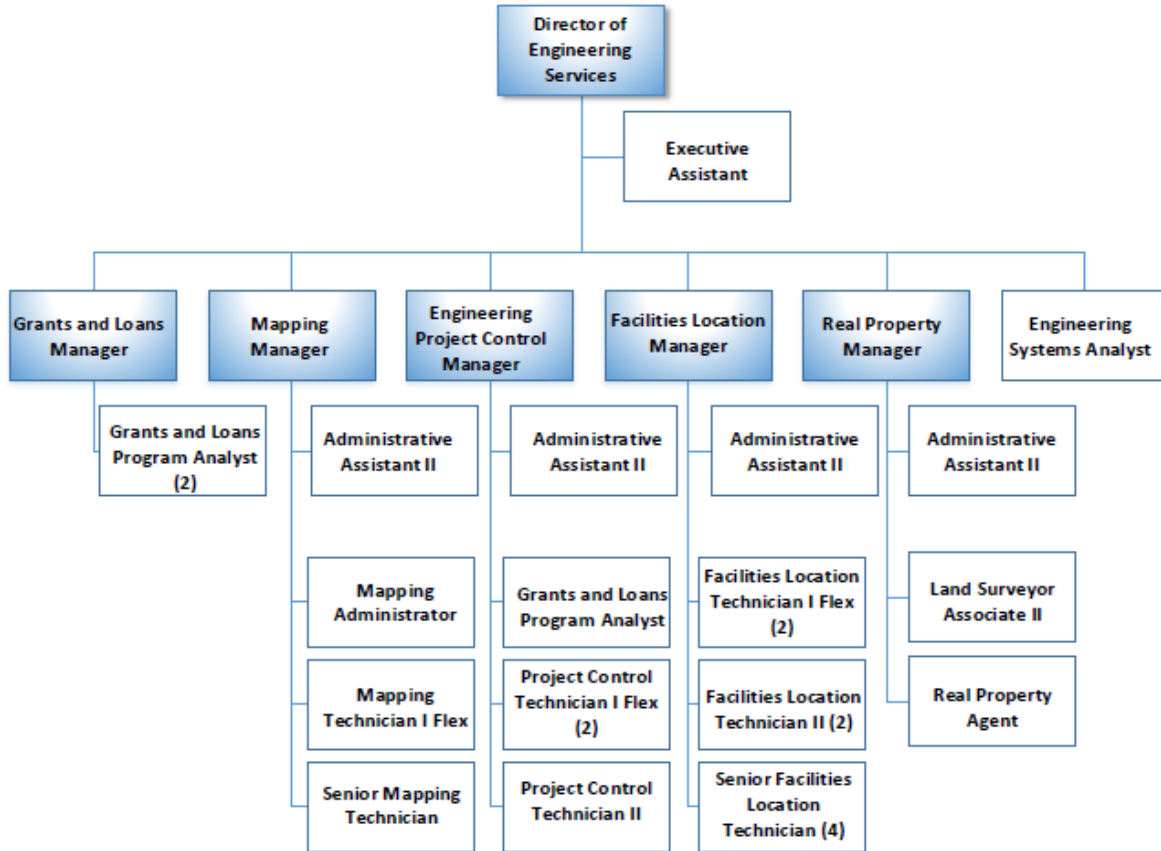 Director of
Engineering
Services
Executive
Assistant
Grants and Loans
Manager
Mapping
Manager
Engineering
Project Control
Manager
Facilities Location
Manager
Real Property
Manager
Engineering
Systems Analyst
Grants and Loans
Program Analyst
(2)
Administrative
Assistant II
Administrative
Assistant II
Administrative
Assistant II
Administrative
Assistant II
Mapping
Administrator
Grants and Loans
Program Analyst
Facilities Location
Technician I Flex
(2)
Land Surveyor
Associate II
Mapping
Technician I Flex
Project Control
Technician I Flex
(2)
Facilities Location
Technician II (2)
Real Property
Agent
Senior Mapping
Technician
Project Control
Technician II
Senior Facilities
Location
Technician (4)